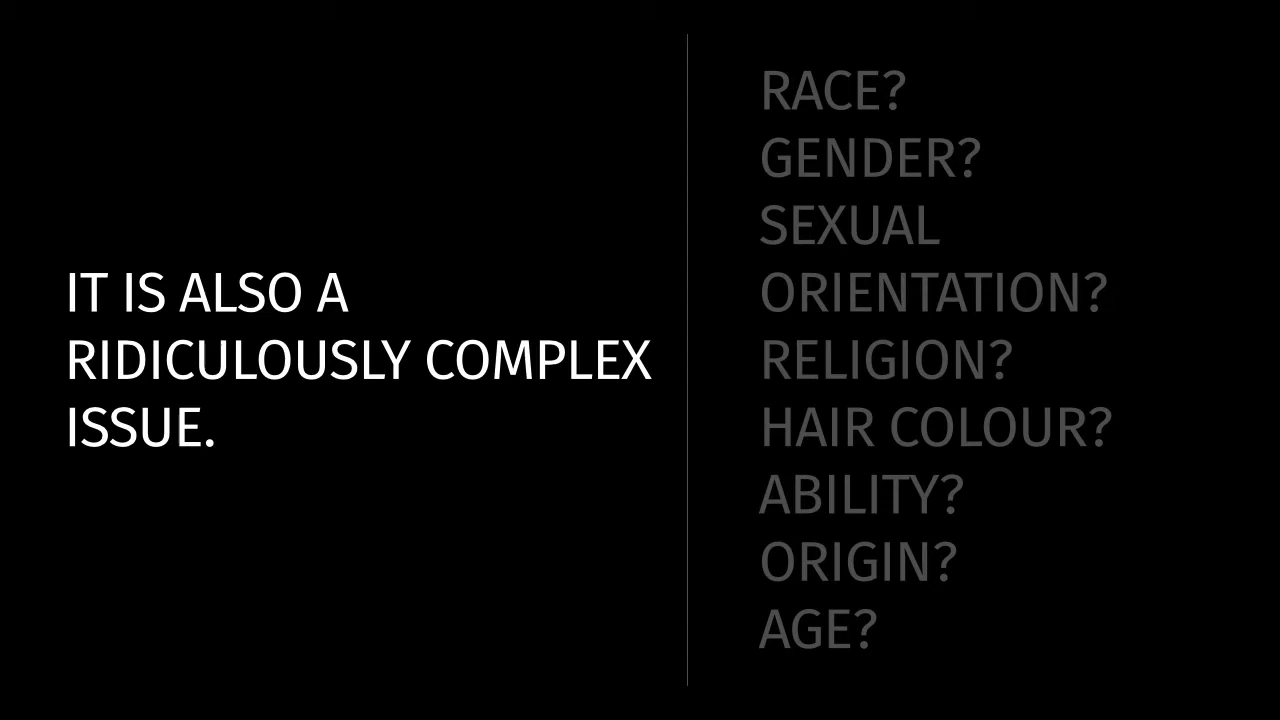 IT IS ALSO A
RIDICULOUSLY COMPLEX
ISSUE.
RACE?
GENDER?
SEXUAL
ORIENTATION?
RELIGION?
HAIR COLOUR?
ABILITY?
ORIGIN?
AGE?